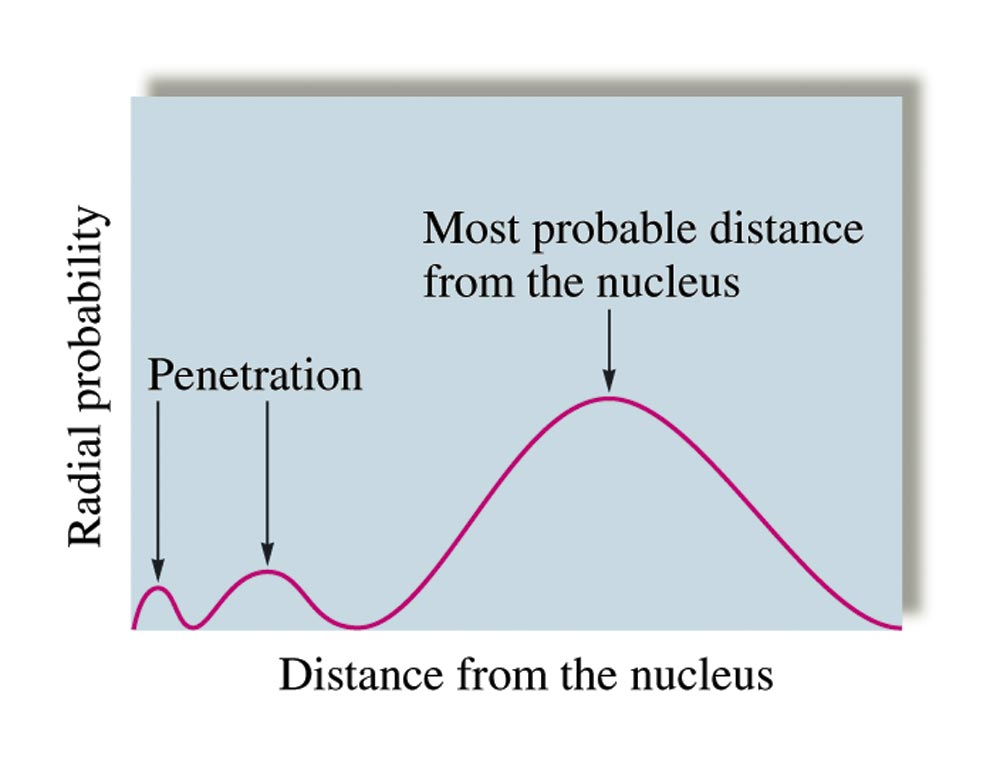 Most probable distance
from the nucleus
Penetration
Radial probability
Distance from the nucleus